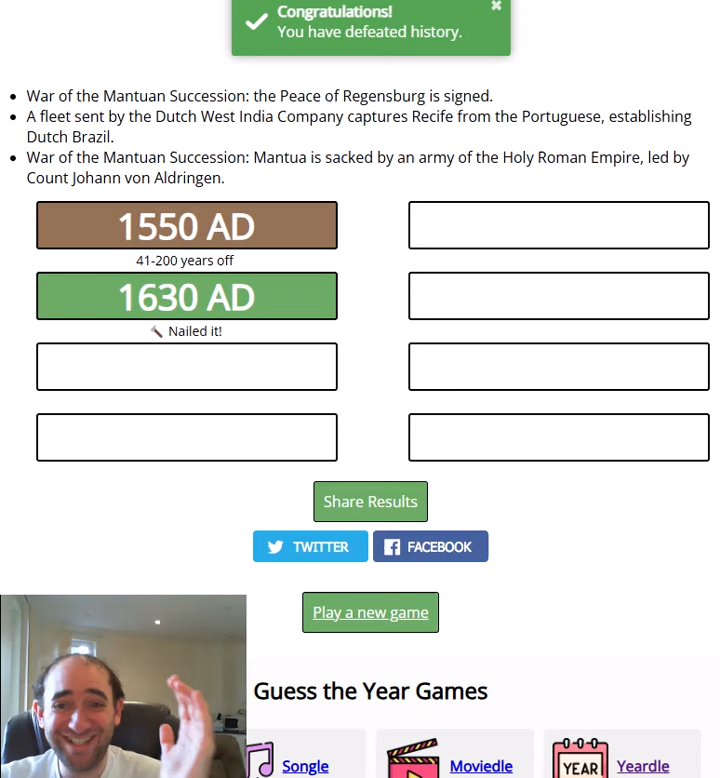 Congratulations!
You have defeated history.
War of the Mantuan Succession: the Peace of Regensburg is signed.
A fleet sent by the Dutch West India Company captures Recife from the Portuguese, establishing
Dutch Brazil.
War of the Mantuan Succession: Mantua is sacked by an army of the Holy Roman Empire, led by
Count Johann von Aldringen.
1550 AD
41-200 years off
1630 AD
Nailed it!
Share Results
TWITTER
FACEBOOK
Play a new game
Guess the Year Games
Songle
Moviedle
YEAR
Yeardle